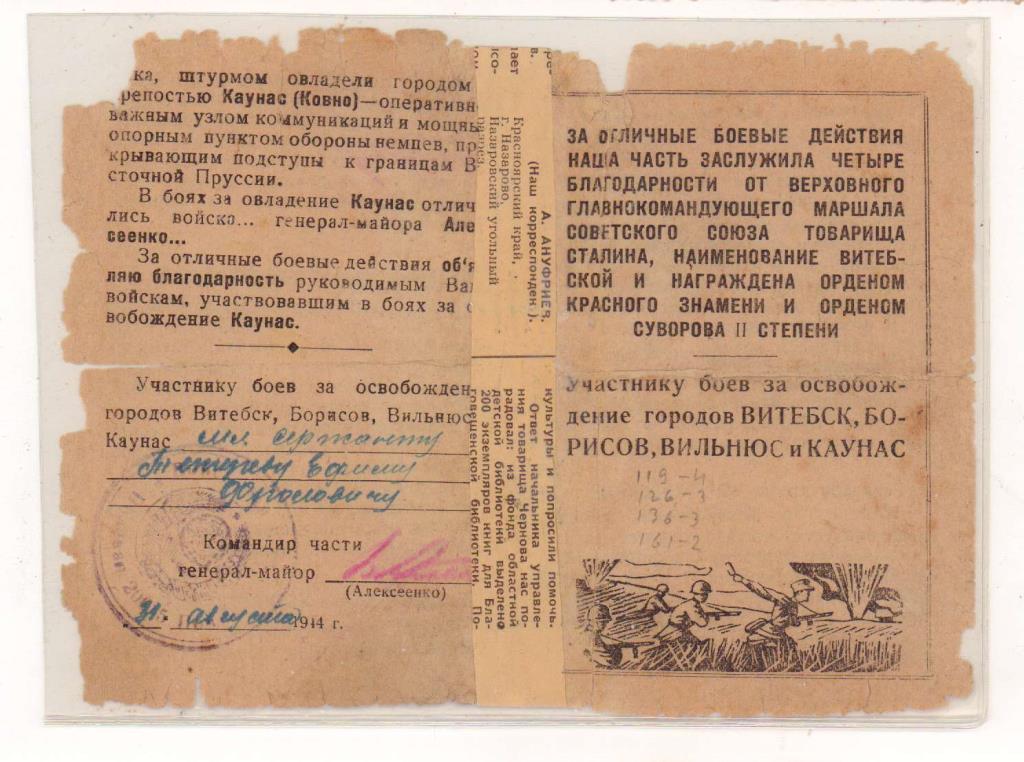 ка, штурмом овладели городом
репостью Каунас (Ковно)—оперативн
важным узлом коммуникаций и мощны
опорным пунктом обороны немцев, пр
крывающим подступы к границам В
сточной Пруссии.
В боях за овладение Каунас отлич
лись войска... генерал-майора Але
сеенко...
За отличные боевые действия об'я
ляю благодарность руководимым Ва
войскам, участвовавшим в боях за о
вобождение Каунас.
Участнику боев за освобожден
городов Витебск, Борисов, Вильнюс
Каунас мл сержанту
Командир части
генерал-майор
(Алексеенко)
31 августа 1944 г.
А. АНУФРИЕВ.
(Наш корреспондент).
Красноярский край,
г. Назарово,
Назаровский угольный
разрез.
культуры и попросили помочь.
Ответ начальника Управле-
ния товарища Чернова нас по-
радовал: из фонда областной
детской библиотеки выделено
200 экземпляров книг для Бла-
говещенской библиотеки. По-
ЗА ОТЛИЧНЫЕ БОЕВЫЕ ДЕЙСТВИЯ
НАША ЧАСТЬ ЗАСЛУЖИЛА ЧЕТЫРЕ
БЛАГОДАРНОСТИ ОТ ВЕРХОВНОГО
ГЛАВНОКОМАНДУЮЩЕГО МАРШАЛА
СОВЕТСКОГО СОЮЗА ТОВАРИЩА
СТАЛИНА, НАИМЕНОВАНИЕ ВИТЕБ-
СКОЙ И НАГРАЖДЕНА ОРДЕНОМ
КРАСНОГО ЗНАМЕНИ И ОРДЕНОМ
СУВОРОВА II СТЕПЕНИ
Участнику боев за освобож-
дение городов ВИТЕБСК, БО-
РИСОВ, ВИЛЬНЮС и КАУНАС
119-4
126-3
136-3
161-2